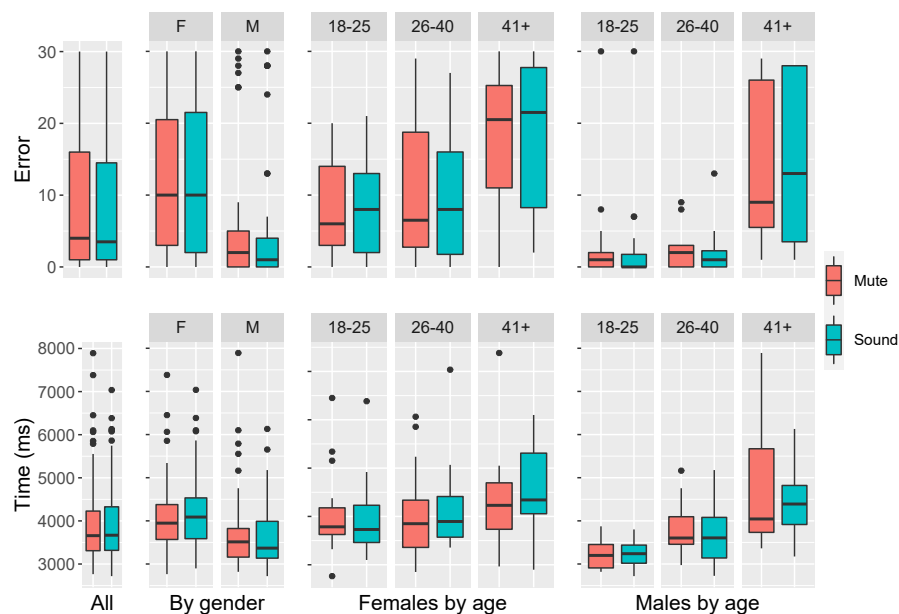 F M 18-25 26-40 41+ 18-25 26-40 41+
30
20
10
0
Error
Mute
Sound
F M 18-25 26-40 41+ 18-25 26-40 41+
8000
7000
6000
5000
4000
3000
Time (ms)
All By gender Females by age Males by age